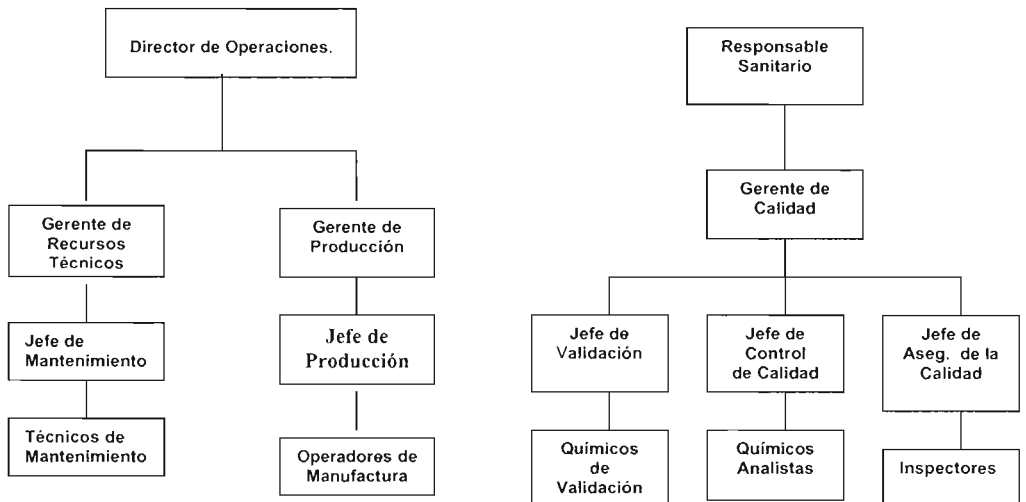 Director de Operaciones.
Gerente de
Recursos
Técnicos
Gerente de
Producción
Jefe de
Mantenimiento
Jefe de
Producción
Técnicos de
Mantenimiento
Operadores de
Manufactura
Responsable
Sanitario
Gerente de
Calidad
Jefe de
Validación
Jefe de
Control
de Calidad
Jefe de
Aseg. de la
Calidad
Químicos
de
Validación
Químicos
Analistas
Inspectores